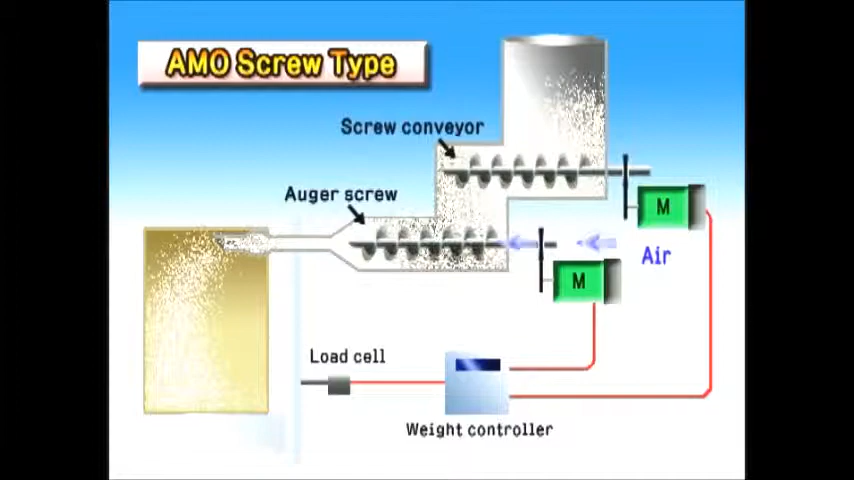 AMO Screw Type
Screw conveyor
Auger screw
M
Air
M
Load cell
Weight controller